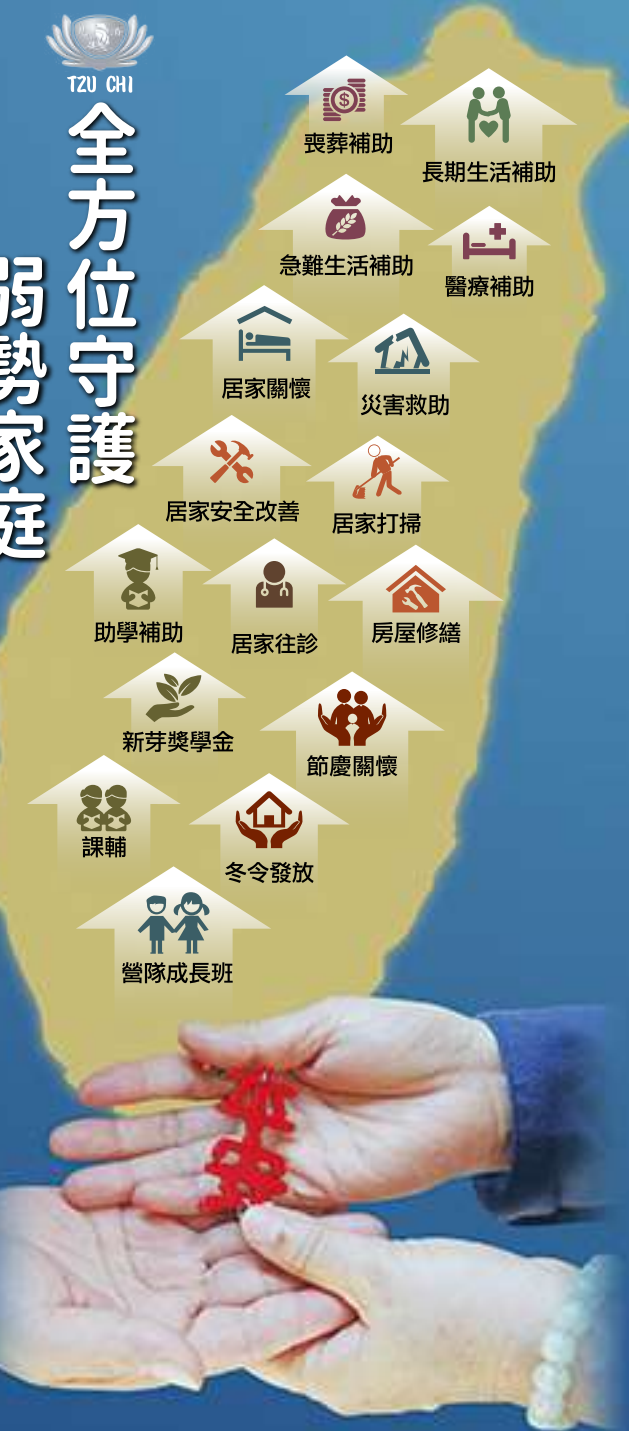 TZU CHI
全方位守護
弱勢家庭
喪葬補助
長期生活補助
急難生活補助
醫療補助
居家關懷
災害救助
居家安全改善
居家打掃
助學補助
居家往診
房屋修繕
新芽獎學金
節慶關懷
課輔
冬令發放
營隊成長班
平安